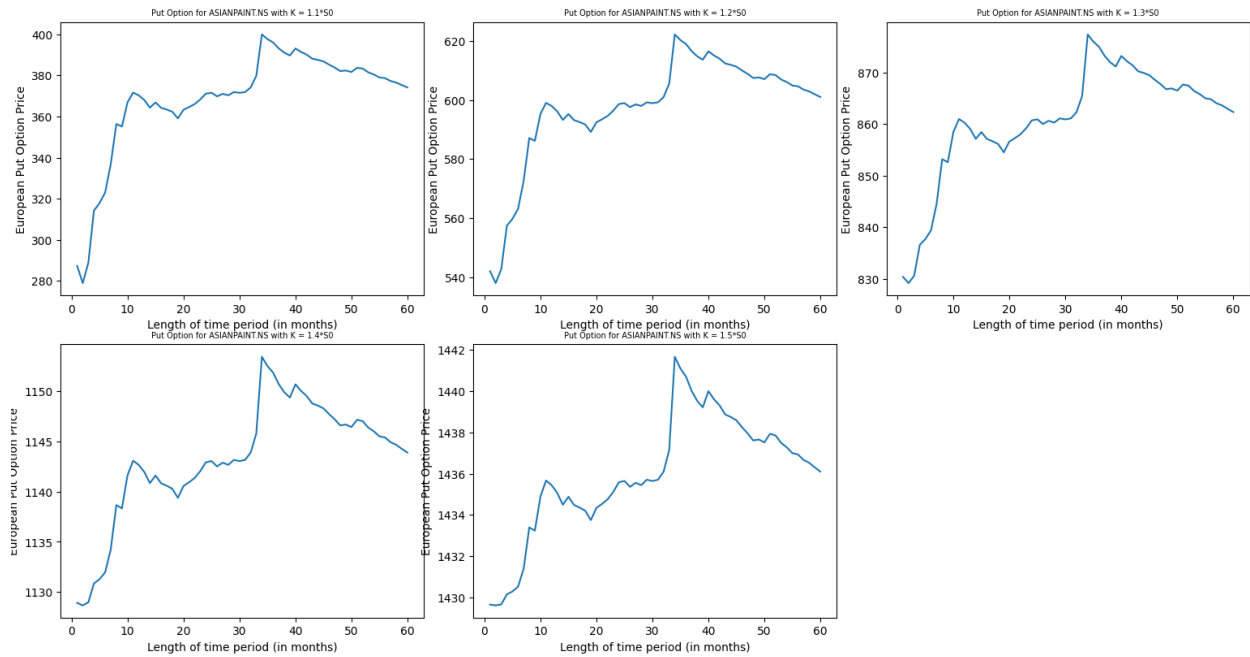 Put Option for ASIANPAINT.NS with K = 1.1*S0
European Put Option Price
400
380
360
340
320
300
280
0 10 20 30 40 50 60
Length of time period (in months)
Put Option for ASIANPAINT.NS with K = 1.2*S0
European Put Option Price
620
600
580
560
540
0 10 20 30 40 50 60
Length of time period (in months)
Put Option for ASIANPAINT.NS with K = 1.3*S0
European Put Option Price
870
860
850
840
830
0 10 20 30 40 50 60
Length of time period (in months)
Put Option for ASIANPAINT.NS with K = 1.4*S0
European Put Option Price
1150
1145
1140
1135
1130
0 10 20 30 40 50 60
Length of time period (in months)
Put Option for ASIANPAINT.NS with K = 1.5*S0
European Put Option Price
1442
1440
1438
1436
1434
1432
1430
0 10 20 30 40 50 60
Length of time period (in months)